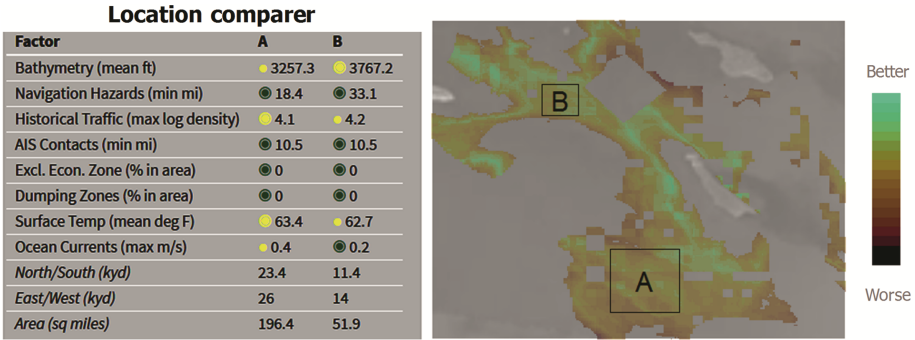 Location comparer
Factor A B
Bathymetry (mean ft) 3257.3 3767.2
Navigation Hazards (min mi) 18.4 33.1
Historical Traffic (max log density) 4.1 4.2
AIS Contacts (min mi) 10.5 10.5
Excl. Econ. Zone (% in area) 0 0
Dumping Zones (% in area) 0 0
Surface Temp (mean deg F) 63.4 62.7
Ocean Currents (max m/s) 0.4 0.2
North/South (kyd) 23.4 11.4
East/West (kyd) 26 14
Area (sq miles) 196.4 51.9
B
A
Better
Worse